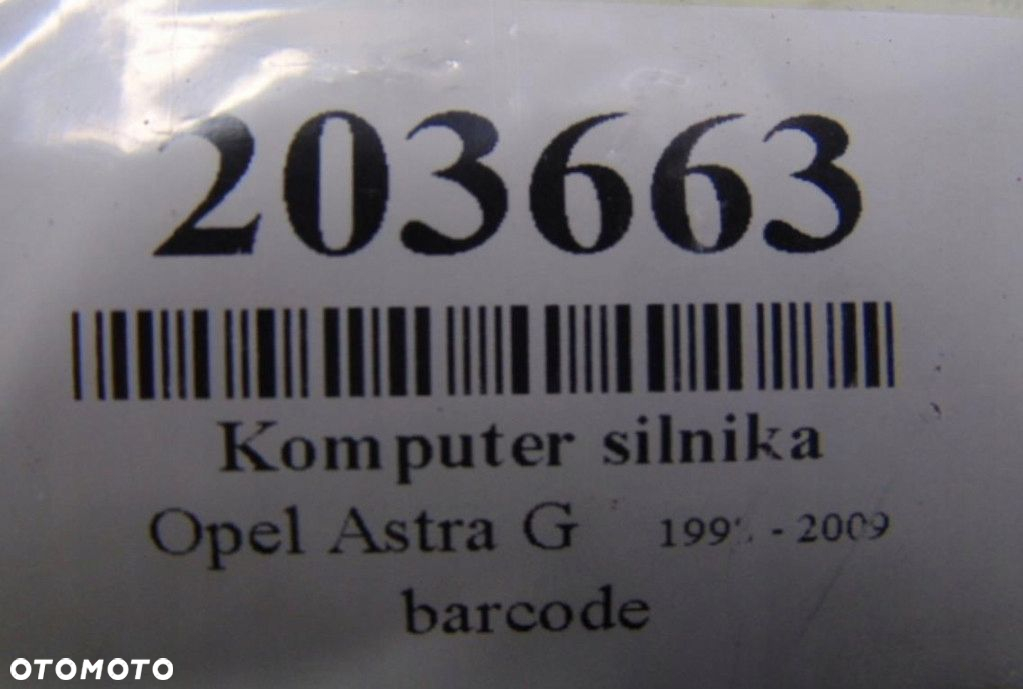 203663
Komputer silnika
Opel Astra G - 2009
barcode
OTOMOTO